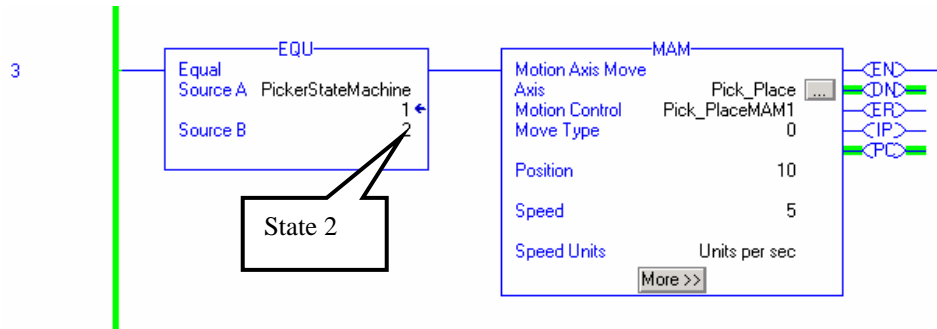 3
EQU
Equal
Source A PickerStateMachine
1
Source B
2
State 2
MAM
Motion Axis Move
Axis Pick_Place ...
Motion Control Pick_PlaceMAM1
Move Type 0
Position 10
Speed 5
Speed Units Units per sec
More >>
EN
DN
ER
IP
PC